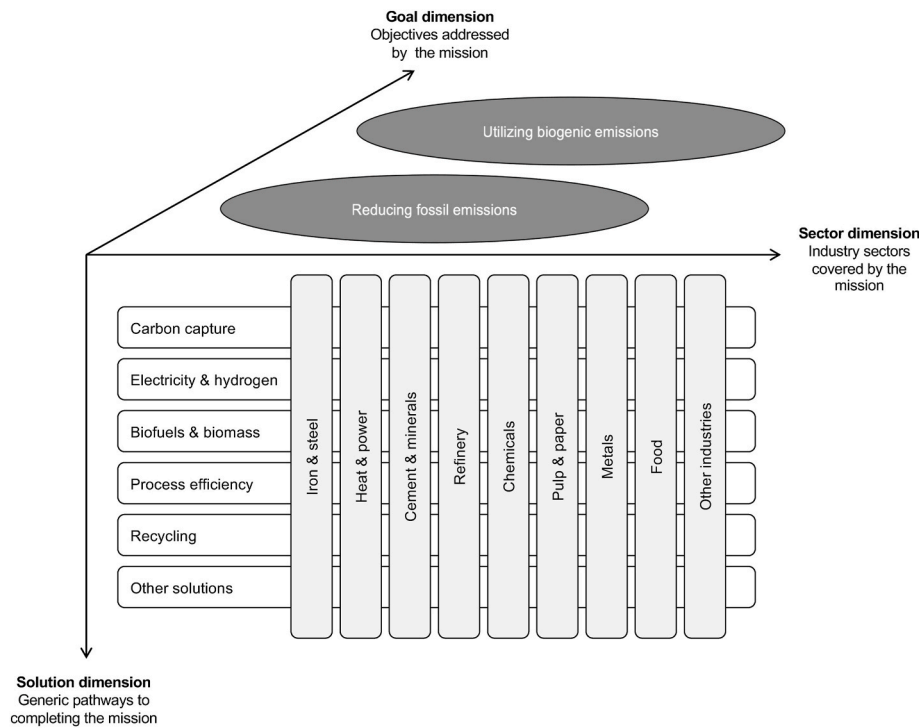 Goal dimension
Objectives addressed
by the mission
Utilizing biogenic emissions
Reducing fossil emissions
Sector dimension
Industry sectors
covered by the
mission
Carbon capture
Electricity & hydrogen
Biofuels & biomass
Process efficiency
Recycling
Other solutions
Iron & steel
Heat & power
Cement & minerals
Refinery
Chemicals
Pulp & paper
Metals
Food
Other industries
Solution dimension
Generic pathways to
completing the mission